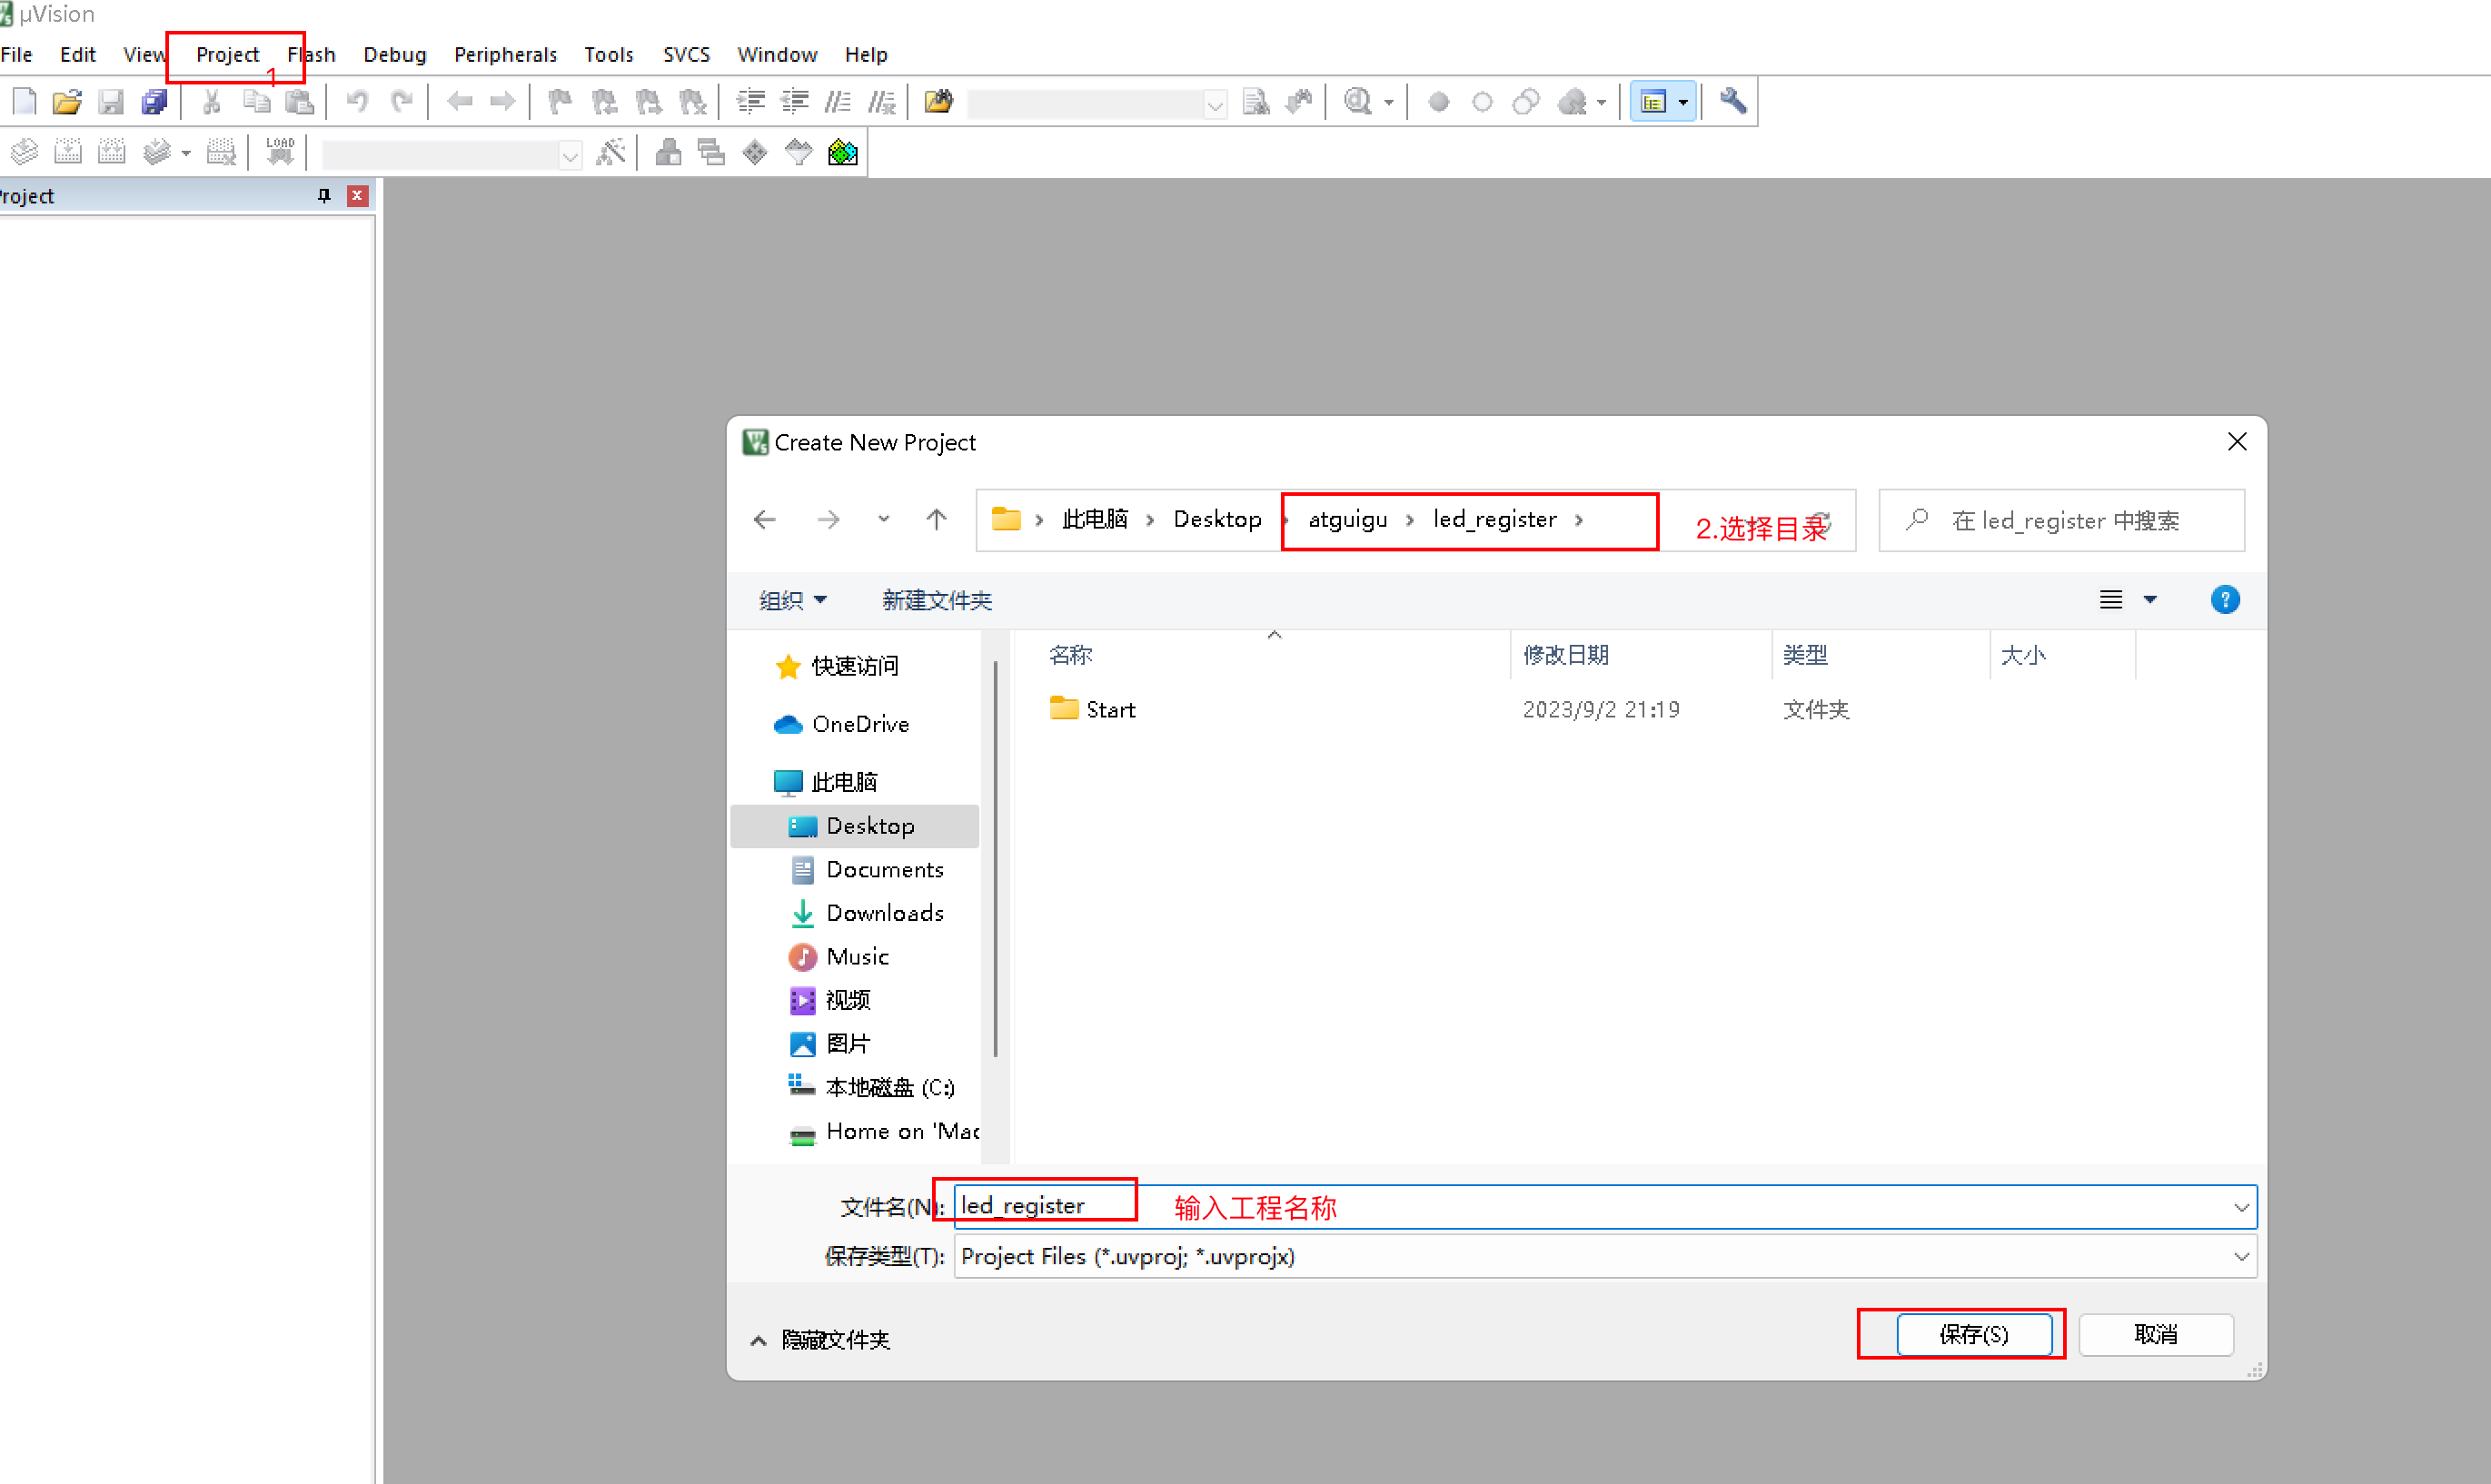 µVision
File Edit View Project Flash Debug Peripherals Tools SVCS Window Help
1
LOAD
Project
Create New Project
此电脑 Desktop atguigu led_register
2.选择目录
在 led_register 中搜索
组织 新建文件夹
名称 修改日期 类型 大小
Start 2023/9/2 21:19 文件夹
快速访问
OneDrive
此电脑
Desktop
Documents
Downloads
Music
视频
图片
本地磁盘 (C:)
Home on 'Mac
文件名(N): led_register
输入工程名称
保存类型(T): Project Files (*.uvproj; *.uvprojx)
隐藏文件夹
保存(S) 取消